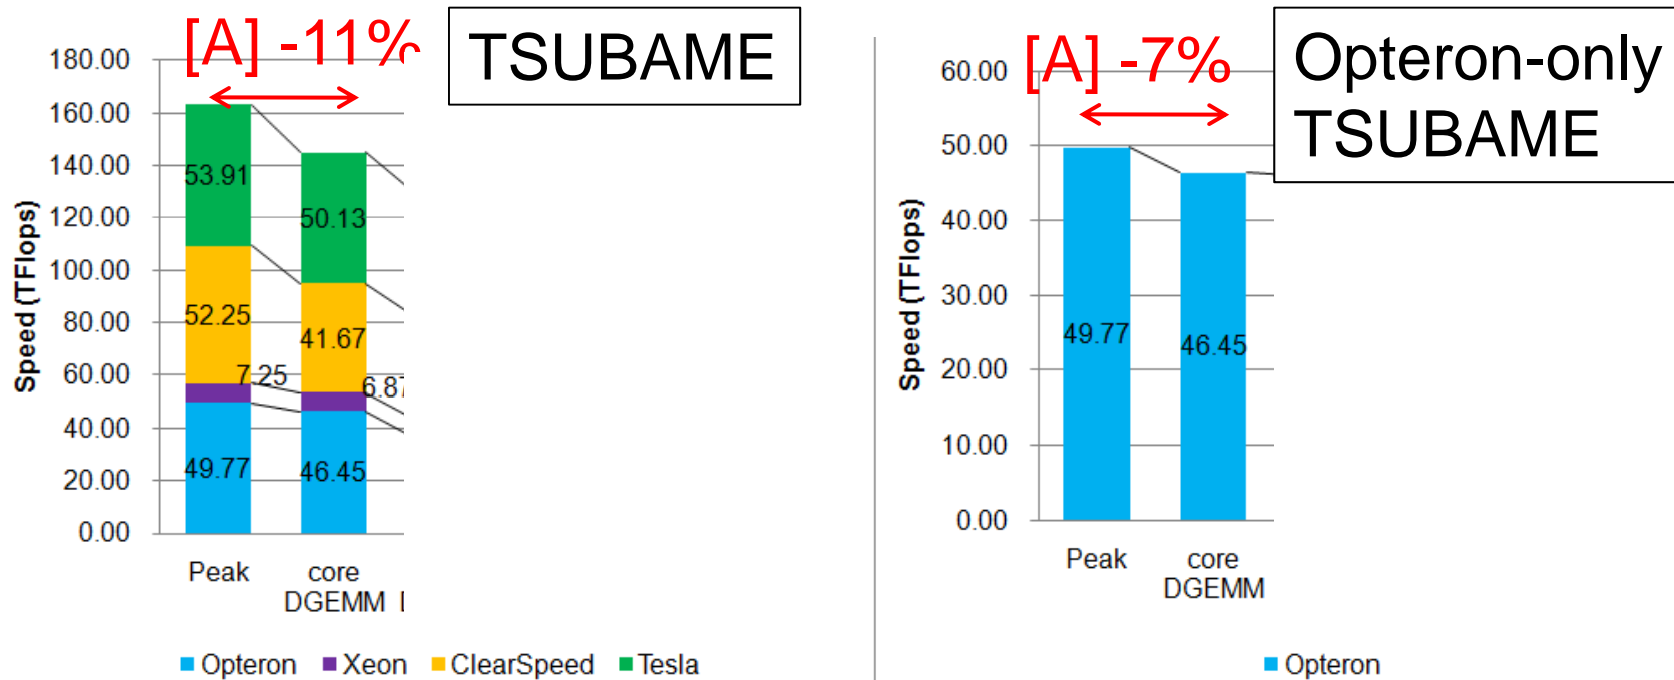 [A] -11%
TSUBAME
Speed (TFlops)
180.00
160.00
140.00
120.00
100.00
80.00
60.00
40.00
20.00
0.00
53.91
52.25
7.25
49.77
50.13
41.67
6.87
46.45
Peak
core
DGEMM
Opteron
Xeon
ClearSpeed
Tesla
[A] -7%
Opteron-only
TSUBAME
Speed (TFlops)
60.00
50.00
40.00
30.00
20.00
10.00
0.00
49.77
46.45
Peak
core
DGEMM
Opteron